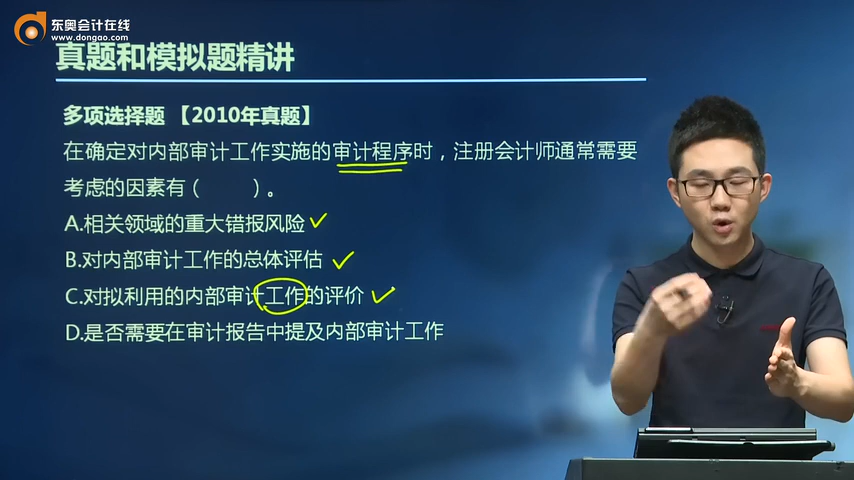 东奥会计在线
www.dongao.com
真题和模拟题精讲
多项选择题 【2010年真题】
在确定对内部审计工作实施的审计程序时，注册会计师通常需要
考虑的因素有（　　）。
A.相关领域的重大错报风险
B.对内部审计工作的总体评估
C.对拟利用的内部审计工作的评价
D.是否需要在审计报告中提及内部审计工作